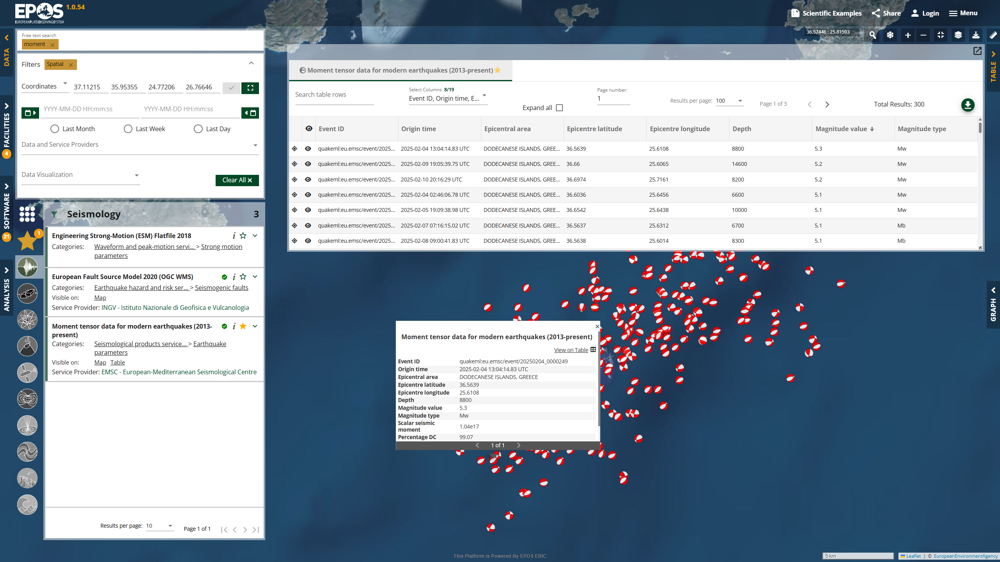 EPOS 1.0.54
EUROPEANPLATEOBSERVINGSYSTEM
Scientific Examples Share Login Menu
36.57446 : 25.81593
DATA
FACILITIES
4
SOFTWARE
21
ANALYSIS
TABLE
GRAPH
Free text search
moment
Filters Spatial
Coordinates 37.11215 35.95355 24.77206 26.76646
YYYY-MM-DD HH:mm:ss YYYY-MM-DD HH:mm:ss
Last Month Last Week Last Day
Data and Service Providers
Data Visualization
Clear All
Seismology 3
1
Engineering Strong-Motion (ESM) Flatfile 2018
Categories: Waveform and peak-motion servi... > Strong motion
parameters
European Fault Source Model 2020 (OGC WMS)
Categories: Earthquake hazard and risk ser... > Seismogenic faults
Visible on: Map
Service Provider: INGV - Istituto Nazionale di Geofisica e Vulcanologia
Moment tensor data for modern earthquakes (2013-
present)
Categories: Seismological products service... > Earthquake
parameters
Visible on: Map Table
Service Provider: EMSC - European-Mediterranean Seismological Centre
Results per page: 10 Page 1 of 1
Moment tensor data for modern earthquakes (2013-present)
Search table rows
Select Columns 8/19
Event ID, Origin time, E...
Expand all
Page number:
1
Results per page: 100 Page 1 of 3
Total Results: 300
Event ID Origin time Epicentral area Epicentre latitude Epicentre longitude Depth Magnitude value Magnitude type
quakeml:eu.emsc/event/2025... 2025-02-04 13:04:14.83 UTC DODECANESE ISLANDS, GREE... 36.5639 25.6108 8800 5.3 Mw
quakeml:eu.emsc/event/2025... 2025-02-09 19:05:39.75 UTC DODECANESE ISLANDS, GREE... 36.66 25.6065 14600 5.2 Mw
quakeml:eu.emsc/event/2025... 2025-02-10 20:16:29 UTC DODECANESE ISLANDS, GREE... 36.6974 25.7161 8200 5.2 Mw
quakeml:eu.emsc/event/2025... 2025-02-04 02:46:06.78 UTC DODECANESE ISLANDS, GREE... 36.6036 25.6456 6600 5.1 Mw
quakeml:eu.emsc/event/2025... 2025-02-05 19:09:38.98 UTC DODECANESE ISLANDS, GREE... 36.6542 25.6438 10000 5.1 Mw
quakeml:eu.emsc/event/2025... 2025-02-07 07:16:15.02 UTC DODECANESE ISLANDS, GREE... 36.5637 25.6312 6700 5.1 Mb
quakeml:eu.emsc/event/2025... 2025-02-08 09:00:41.83 UTC DODECANESE ISLANDS, GREE... 36.5638 25.6014 8300 5.1 Mb
Moment tensor data for modern earthquakes (2013-present)
View on Table
Event ID quakeml:eu.emsc/event/20250204_0000249
Origin time 2025-02-04 13:04:14.83 UTC
Epicentral area DODECANESE ISLANDS, GREECE
Epicentre latitude 36.5639
Epicentre longitude 25.6108
Depth 8800
Magnitude value 5.3
Magnitude type Mw
Scalar seismic
moment 1.04e17
Percentage DC 99.07
1 of 1
This Platform is Powered By EPOS ERIC
5 km
Leaflet | © EuropeanEnvironmentAgency